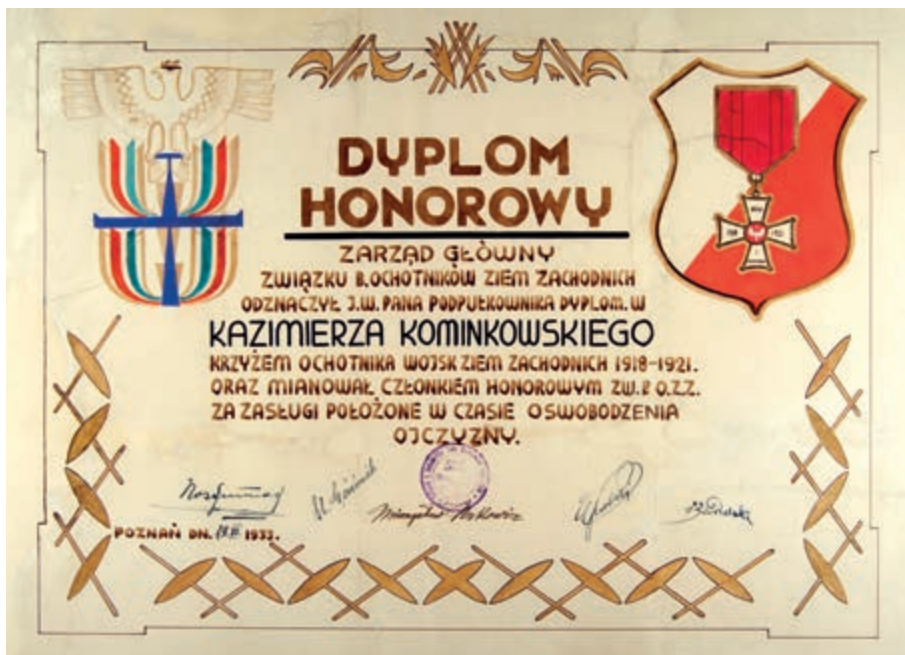 DYPLOM
HONOROWY
ZARZĄD GŁÓWNY
ZWIĄZKU B.OCHOTNIKÓW ZIEM ZACHODNICH
ODZNACZYŁ J.W. PANA PODPUŁKOWNIKA DYPLOM. W
KAZIMIERZA KOMINKOWSKIEGO
KRZYŻEM OCHOTNIKA WOJSK ZIEM ZACHODNICH 1918-1921.
ORAZ MIANOWAŁ CZŁONKIEM HONOROWYM ZW. B O.Z.Z.
ZA ZASŁUGI POŁOŻONE W CZASIE OSWOBODZENIA
OJCZYZNY.
POZNAŃ DN. 1933.